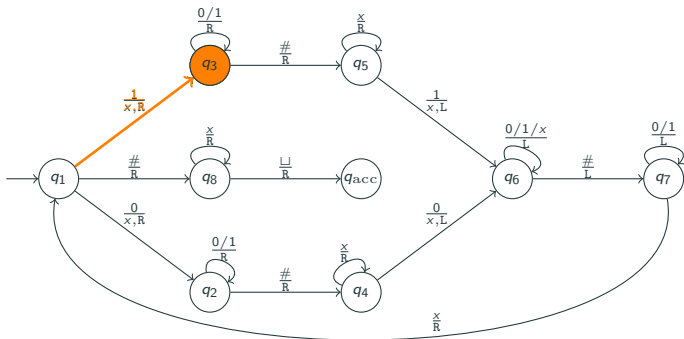 0/1
R
#
R
x
R
q3
q5
1
x,R
1
x,L
#
R
x
R
⊔
R
0/1/x
L
#
L
0/1
L
q1
q8
qacc
q6
q7
0
x,R
0/1
R
#
R
x
R
0
x,L
q2
q4
x
R